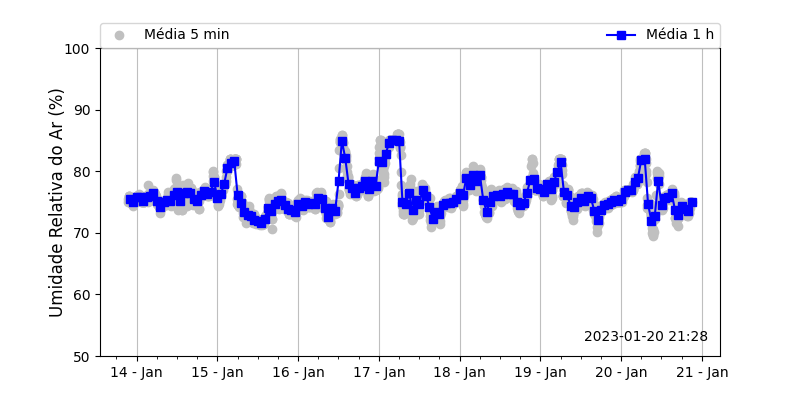 Média 5 min
Média 1 h
Umidade Relativa do Ar (%)
100
90
80
70
60
50
2023-01-20 21:28
14 - Jan
15 - Jan
16 - Jan
17 - Jan
18 - Jan
19 - Jan
20 - Jan
21 - Jan